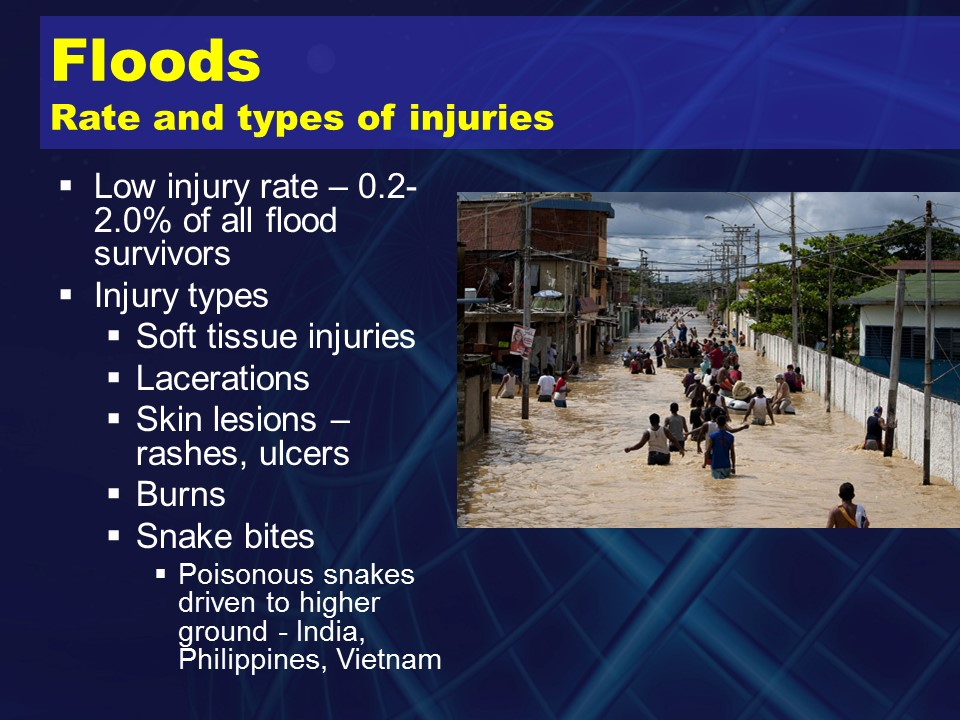 Floods
Rate and types of injuries
▪ Low injury rate – 0.2-
2.0% of all flood
survivors
▪ Injury types
▪ Soft tissue injuries
▪ Lacerations
▪ Skin lesions –
rashes, ulcers
▪ Burns
▪ Snake bites
▪ Poisonous snakes
driven to higher
ground - India,
Philippines, Vietnam